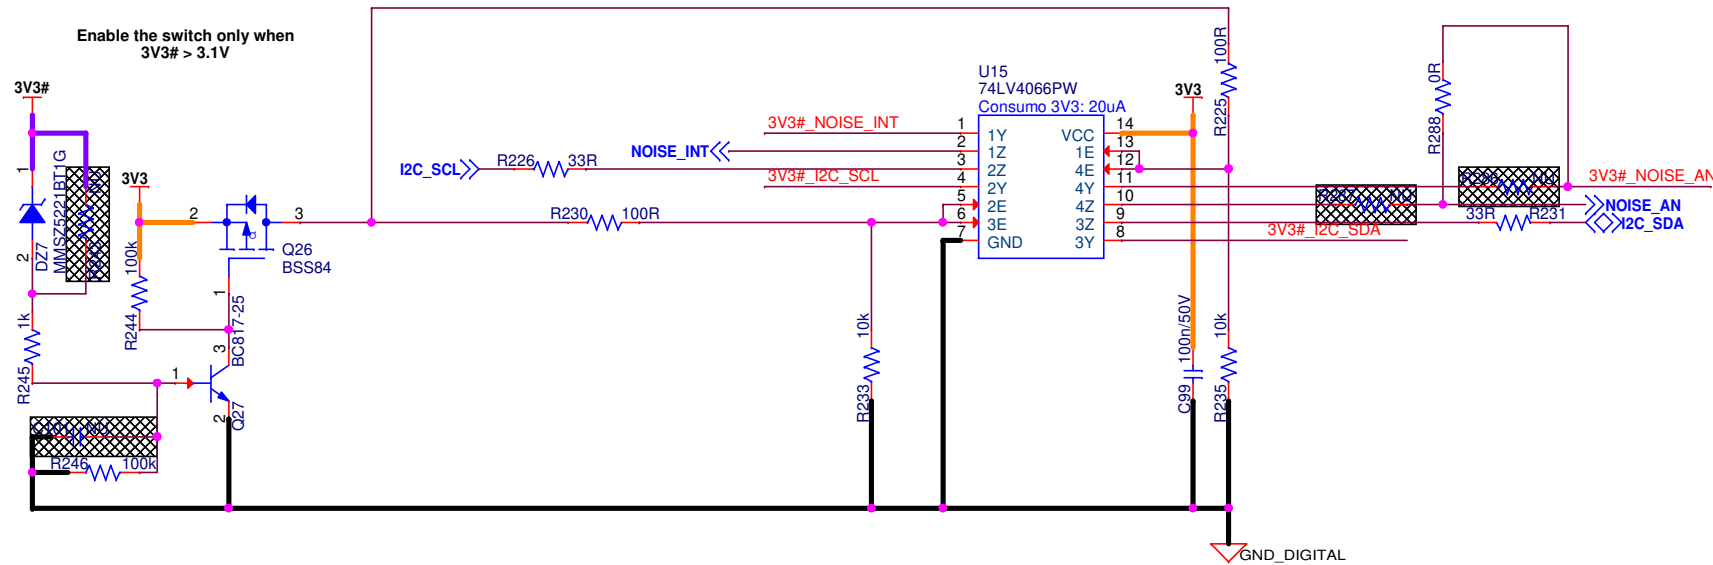 Enable the switch only when
3V3# > 3.1V
3V3#
1
2
DZ7
MMSZ5221BT1G
3V3
100k
R244
2
3
Q26
BSS84
1
BC817-25
3
1
2
Q27
1k
R245
R246
100k
I2C_SCL
R226
33R
NOISE_INT
3V3#_NOISE_INT
3V3#_I2C_SCL
R230
100R
10k
R233
U15
74LV4066PW
Consumo 3V3: 20uA
1
1Y
VCC
14
2
1Z
1E
13
3
2Z
4E
12
4
2Y
4Y
11
5
2E
4Z
10
6
3E
3Z
9
7
GND
3Y
8
3V3
100n/50V
C99
100R
R225
10k
R235
0R
R288
3V3#_NOISE_AN
NOISE_AN
33R
R231
I2C_SDA
3V3#_I2C_SDA
GND_DIGITAL